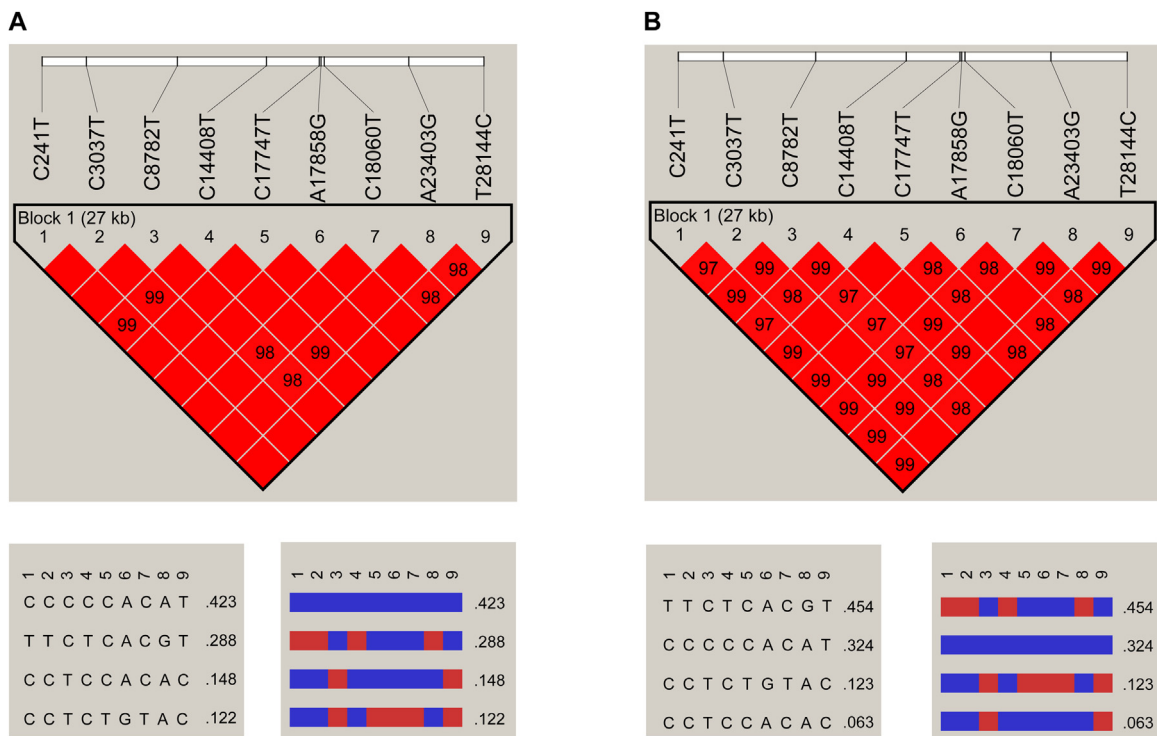 A
C241T C3037T C8782T C14408T C17747T A17858G C18060T A23403G T28144C
Block 1 (27 kb)
1 2 3 4 5 6 7 8 9
98
99 98
99
98 99
98
1 2 3 4 5 6 7 8 9
C C C C C A C A T .423
T T C T C A C G T .288
C C T C C A C A C .148
C C T C T G T A C .122
1 2 3 4 5 6 7 8 9
.423
.288
.148
.122
B
C241T C3037T C8782T C14408T C17747T A17858G C18060T A23403G T28144C
Block 1 (27 kb)
1 2 3 4 5 6 7 8 9
97 99 99 98 98 99 99
99 98 97 98 98
97 97 99 98
99 97 99 98
99 99 98
99 99 98
99
99
1 2 3 4 5 6 7 8 9
T T C T C A C G T .454
C C C C C A C A T .324
C C T C T G T A C .123
C C T C C A C A C .063
1 2 3 4 5 6 7 8 9
.454
.324
.123
.063